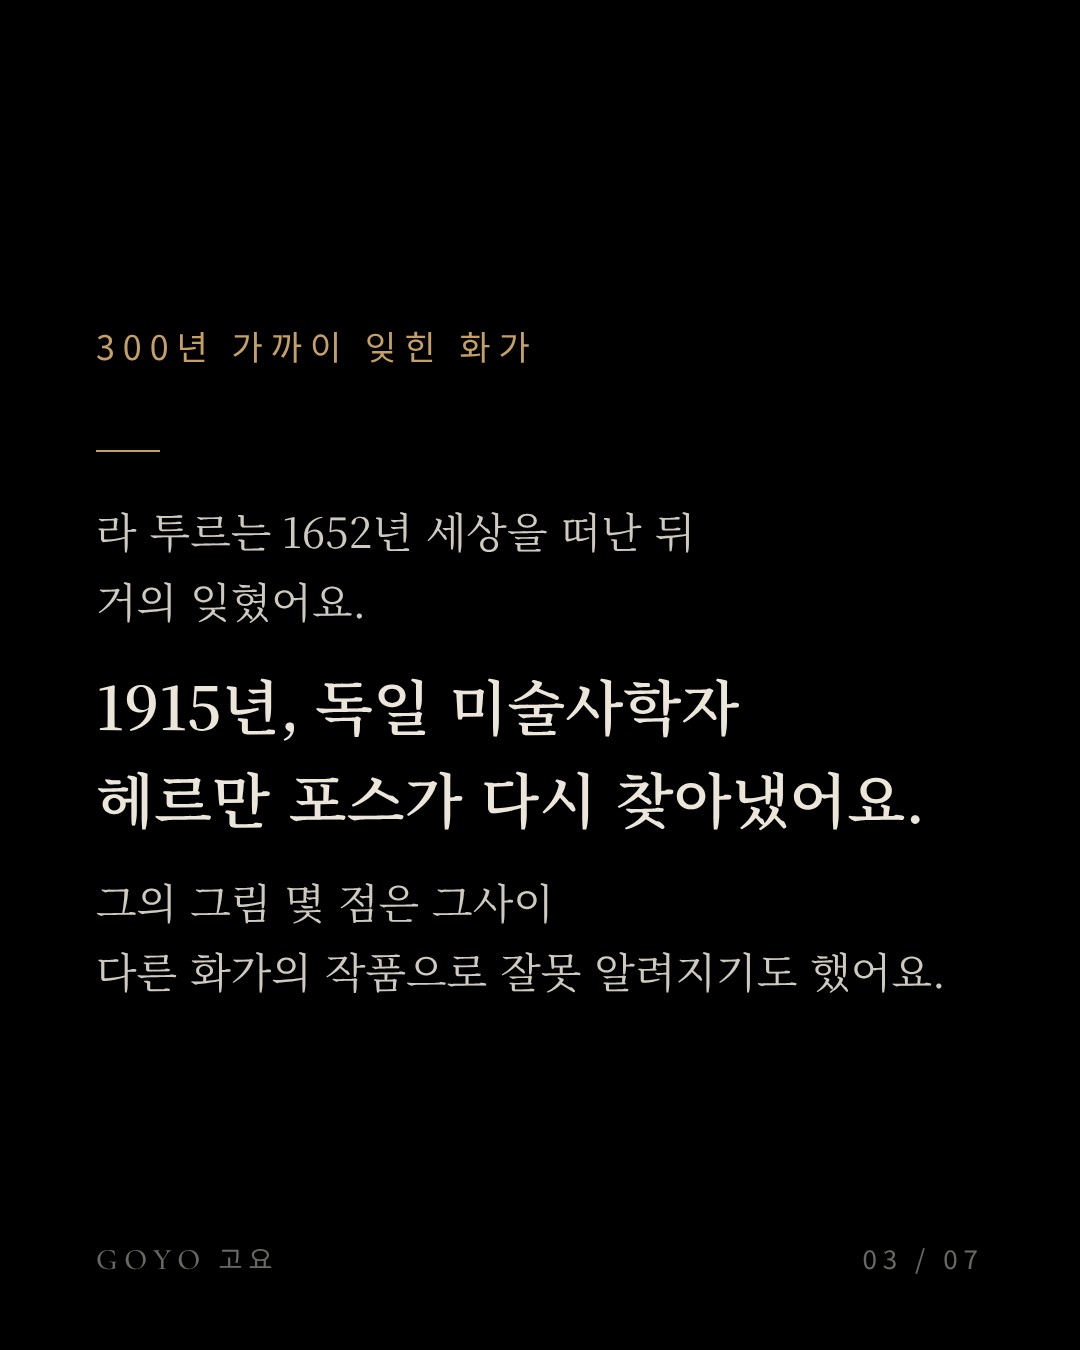 300년 가까이 잊힌 화가
라 투르는 1652년 세상을 떠난 뒤
거의 잊혔어요.
1915년, 독일 미술사학자
헤르만 포스가 다시 찾아냈어요.
그의 그림 몇 점은 그사이
다른 화가의 작품으로 잘못 알려지기도 했어요.
GOYO 고요
03 / 07